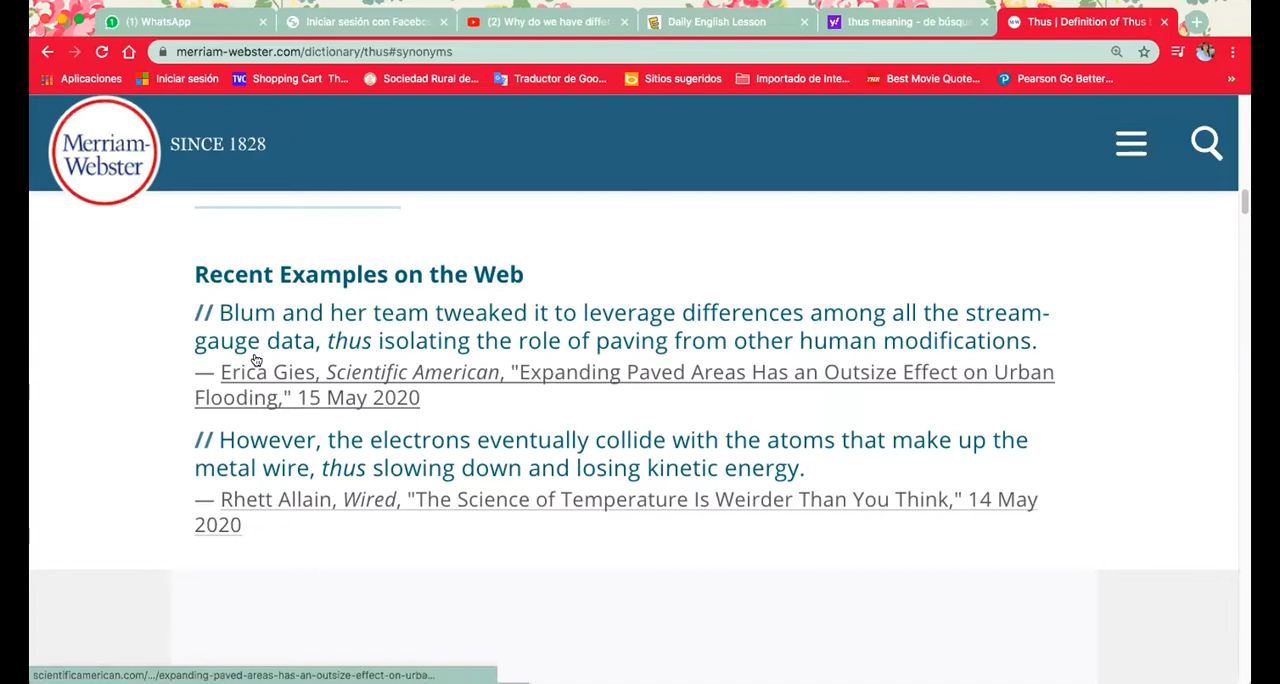 (1) WhatsApp
Iniciar sesión con Facebo
(2) Why do we have differ
Daily English Lesson
thus meaning - de búsque
Thus | Definition of Thus
merriam-webster.com/dictionary/thus#synonyms
Aplicaciones
Iniciar sesión
TVC Shopping Cart Th...
Sociedad Rural de...
Traductor de Goo...
Sitios sugeridos
Importado de Inte...
Best Movie Quote...
Pearson Go Better...
»
Merriam-
Webster
SINCE 1828
Recent Examples on the Web
// Blum and her team tweaked it to leverage differences among all the stream-
gauge data, thus isolating the role of paving from other human modifications.
— Erica Gies, Scientific American, "Expanding Paved Areas Has an Outsize Effect on Urban
Flooding," 15 May 2020
// However, the electrons eventually collide with the atoms that make up the
metal wire, thus slowing down and losing kinetic energy.
— Rhett Allain, Wired, "The Science of Temperature Is Weirder Than You Think," 14 May
2020
scientificamerican.com/.../expanding-paved-areas-has-an-outsize-effect-on-urba...